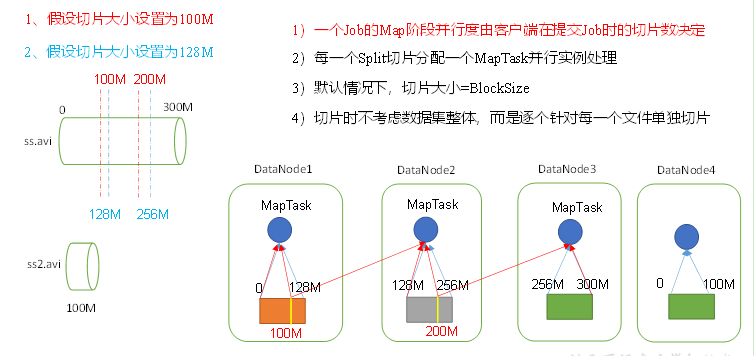 1、假设切片大小设置为100M
2、假设切片大小设置为128M
100M 200M
0 300M
ss.avi
128M 256M
ss2.avi
100M
1）一个Job的Map阶段并行度由客户端在提交Job时的切片数决定
2）每一个Split切片分配一个MapTask并行实例处理
3）默认情况下，切片大小=BlockSize
4）切片时不考虑数据集整体，而是逐个针对每一个文件单独切片
DataNode1 DataNode2 DataNode3 DataNode4
MapTask MapTask MapTask
0 128M 128M 256M 256M 300M 0 100M
100M 200M